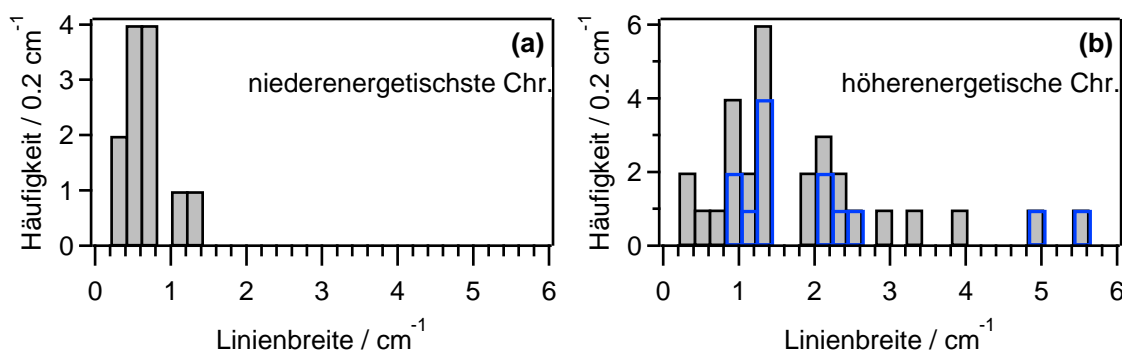 4
3
2
1
0
Häufigkeit / 0.2 cm⁻¹
(a)
niederenergetischste Chr.
0 1 2 3 4 5 6
Linienbreite / cm⁻¹
6
4
2
0
Häufigkeit / 0.2 cm⁻¹
(b)
höherenergetische Chr.
0 1 2 3 4 5 6
Linienbreite / cm⁻¹